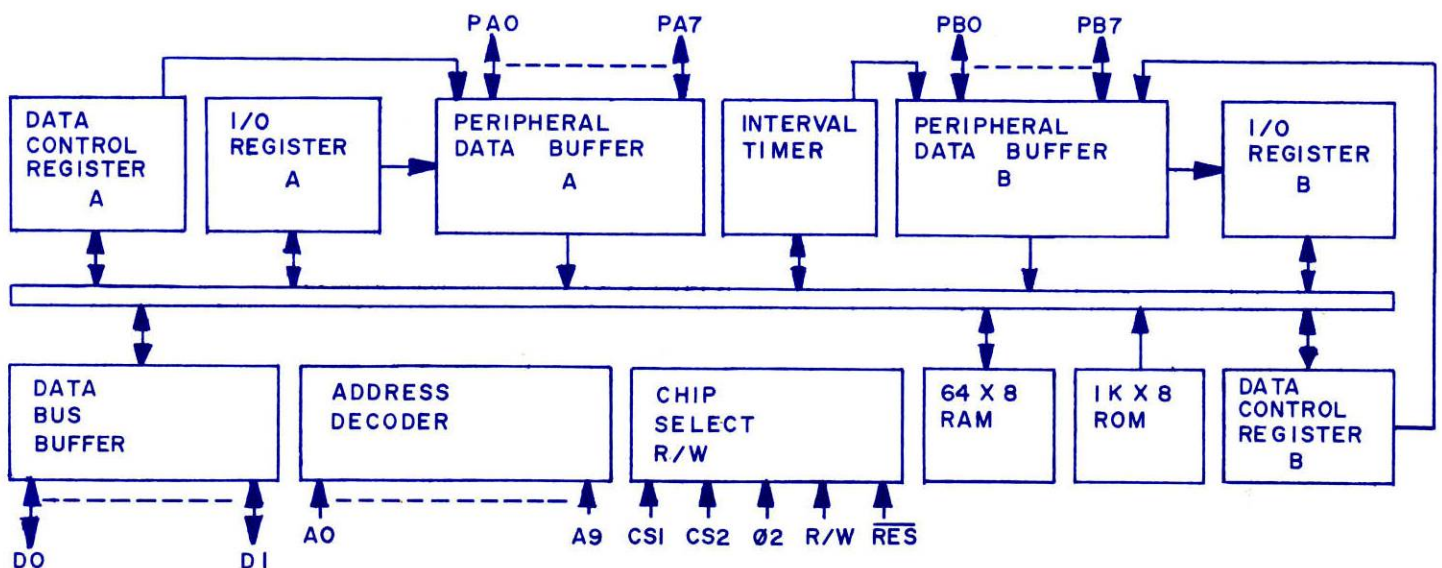 PA0 PA7 PB0 PB7
DATA
CONTROL
REGISTER
A
I/O
REGISTER
A
PERIPHERAL
DATA BUFFER
A
INTERVAL
TIMER
PERIPHERAL
DATA BUFFER
B
I/O
REGISTER
B
DATA
BUS
BUFFER
ADDRESS
DECODER
CHIP
SELECT
R/W
64 X 8
RAM
1K X 8
ROM
DATA
CONTROL
REGISTER
B
D0 D1
A0 A9
CS1 CS2 Ø2 R/W RES